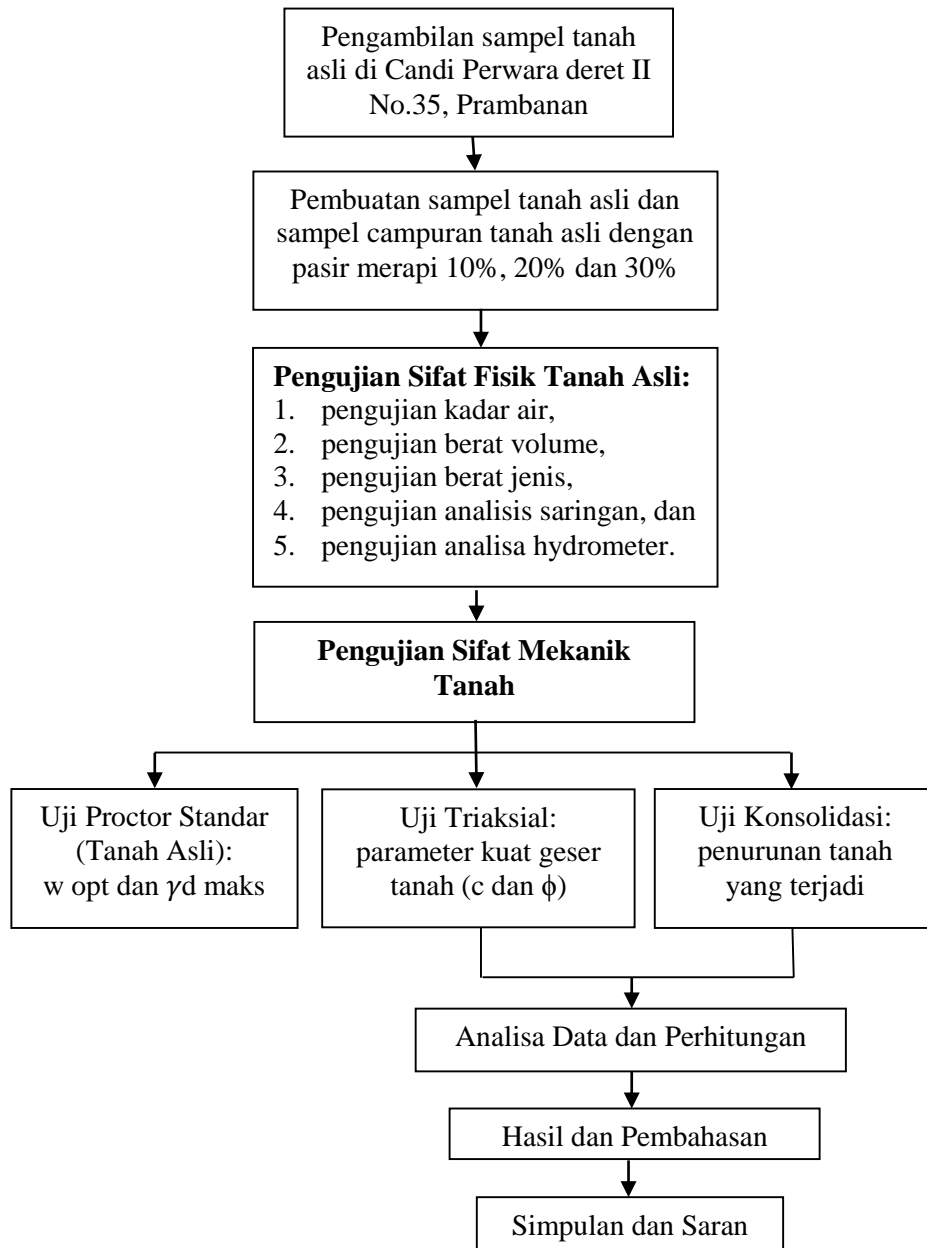 Pengambilan sampel tanah
asli di Candi Perwara deret II
No.35, Prambanan
Pembuatan sampel tanah asli dan
sampel campuran tanah asli dengan
pasir merapi 10%, 20% dan 30%
Pengujian Sifat Fisik Tanah Asli:
1. pengujian kadar air,
2. pengujian berat volume,
3. pengujian berat jenis,
4. pengujian analisis saringan, dan
5. pengujian analisa hydrometer.
Pengujian Sifat Mekanik
Tanah
Uji Proctor Standar
(Tanah Asli):
w opt dan γd maks
Uji Triaksial:
parameter kuat geser
tanah (c dan ϕ)
Uji Konsolidasi:
penurunan tanah
yang terjadi
Analisa Data dan Perhitungan
Hasil dan Pembahasan
Simpulan dan Saran